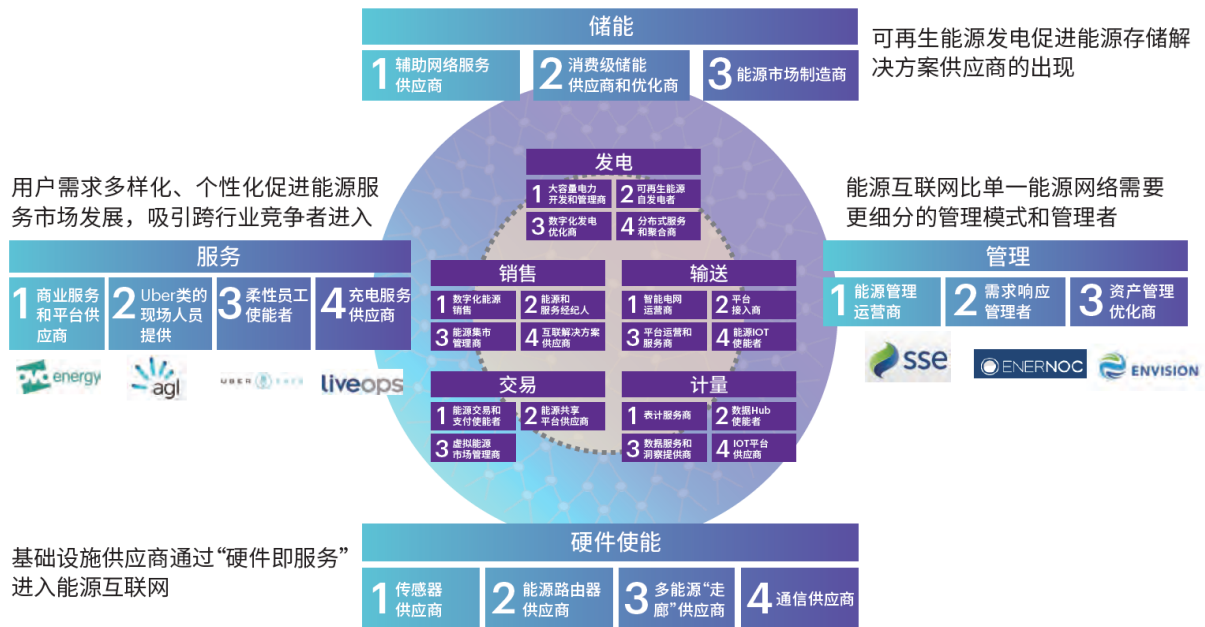 储能
1 辅助网络服务
供应商
2 消费级储能
供应商和优化商
3 能源市场制造商
可再生能源发电促进能源存储解
决方案供应商的出现
用户需求多样化、个性化促进能源服
务市场发展，吸引跨行业竞争者进入
服务
1 商业服务
和平台供
应商
2 Uber类的
现场人员
提供
3 柔性员工
使能者
4 充电服务
供应商
energy
agl
UBER
liveops
发电
1 大容量电力
开发和管理商
2 可再生能源
自发电者
3 数字化发电
优化商
4 分布式服务
和聚合商
销售
1 数字化能源
销售
2 能源和
服务经纪人
3 能源集市
管理商
4 互联解决方案
供应商
输送
1 智能电网
运营商
2 平台
接入商
3 平台运营和
服务商
4 能源IOT
使能者
交易
1 能源交易和
支付使能者
2 能源共享
平台供应商
3 虚拟能源
市场管理商
计量
1 表计服务商
2 数据Hub
使能者
3 数据服务和
洞察提供商
4 IOT平台
供应商
能源互联网比单一能源网络需要
更细分的管理模式和管理者
管理
1 能源管理
运营商
2 需求响应
管理者
3 资产管理
优化商
sse
ENERNOC
ENVISION
基础设施供应商通过“硬件即服务”
进入能源互联网
硬件使能
1 传感器
供应商
2 能源路由器
供应商
3 多能源“走
廊”供应商
4 通信供应商